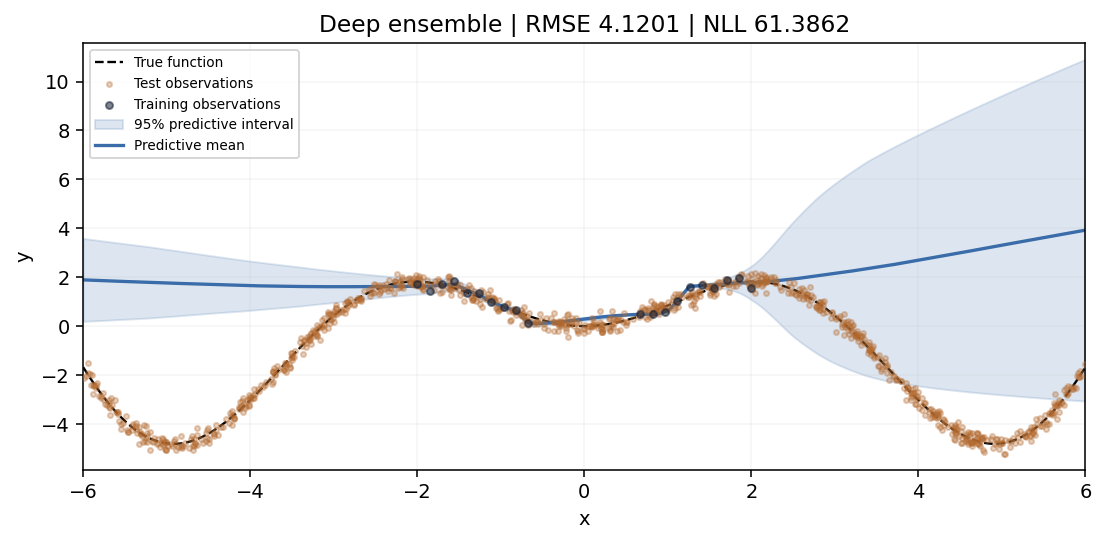 Deep ensemble | RMSE 4.1201 | NLL 61.3862
True function
Test observations
Training observations
95% predictive interval
Predictive mean
10
8
6
4
2
0
−2
−4
y
−6
−4
−2
0
2
4
6
x